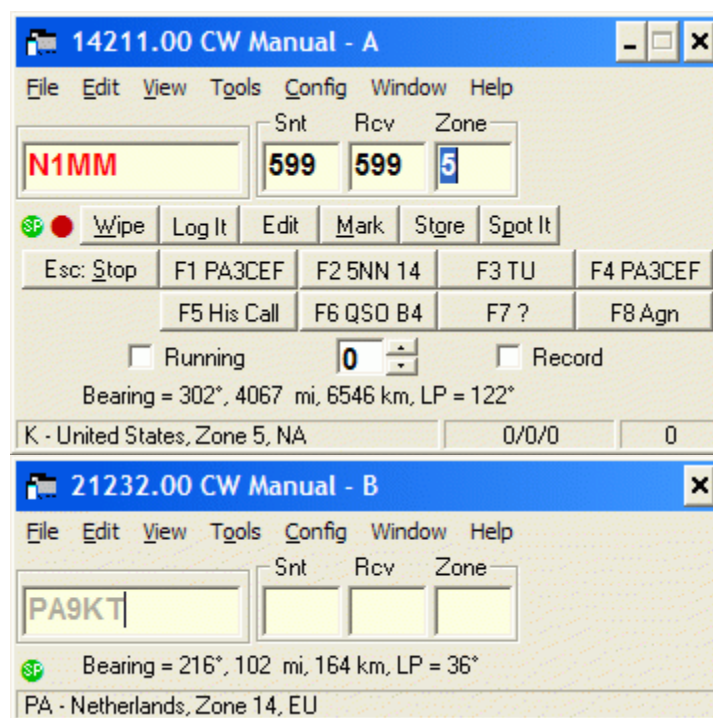 14211.00 CW Manual - A
File Edit View Tools Config Window Help
Snt Rcv Zone
N1MM 599 599 5
SP Wipe Log It Edit Mark Store Spot It
Esc: Stop F1 PA3CEF F2 5NN 14 F3 TU F4 PA3CEF
F5 His Call F6 QSO B4 F7 ? F8 Agn
Running 0 Record
Bearing = 302°, 4067 mi, 6546 km, LP = 122°
K - United States, Zone 5, NA 0/0/0 0
21232.00 CW Manual - B
File Edit View Tools Config Window Help
Snt Rcv Zone
PA9KT
SP Bearing = 216°, 102 mi, 164 km, LP = 36°
PA - Netherlands, Zone 14, EU